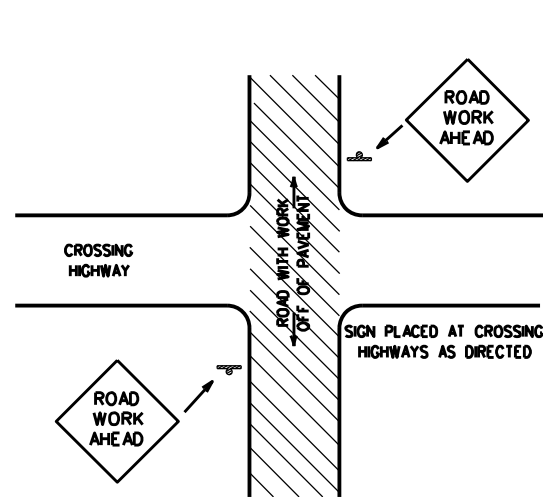 ROAD
WORK
AHEAD
CROSSING
HIGHWAY
ROAD WITH WORK
OFF OF PAVEMENT
SIGN PLACED AT CROSSING
HIGHWAYS AS DIRECTED
ROAD
WORK
AHEAD